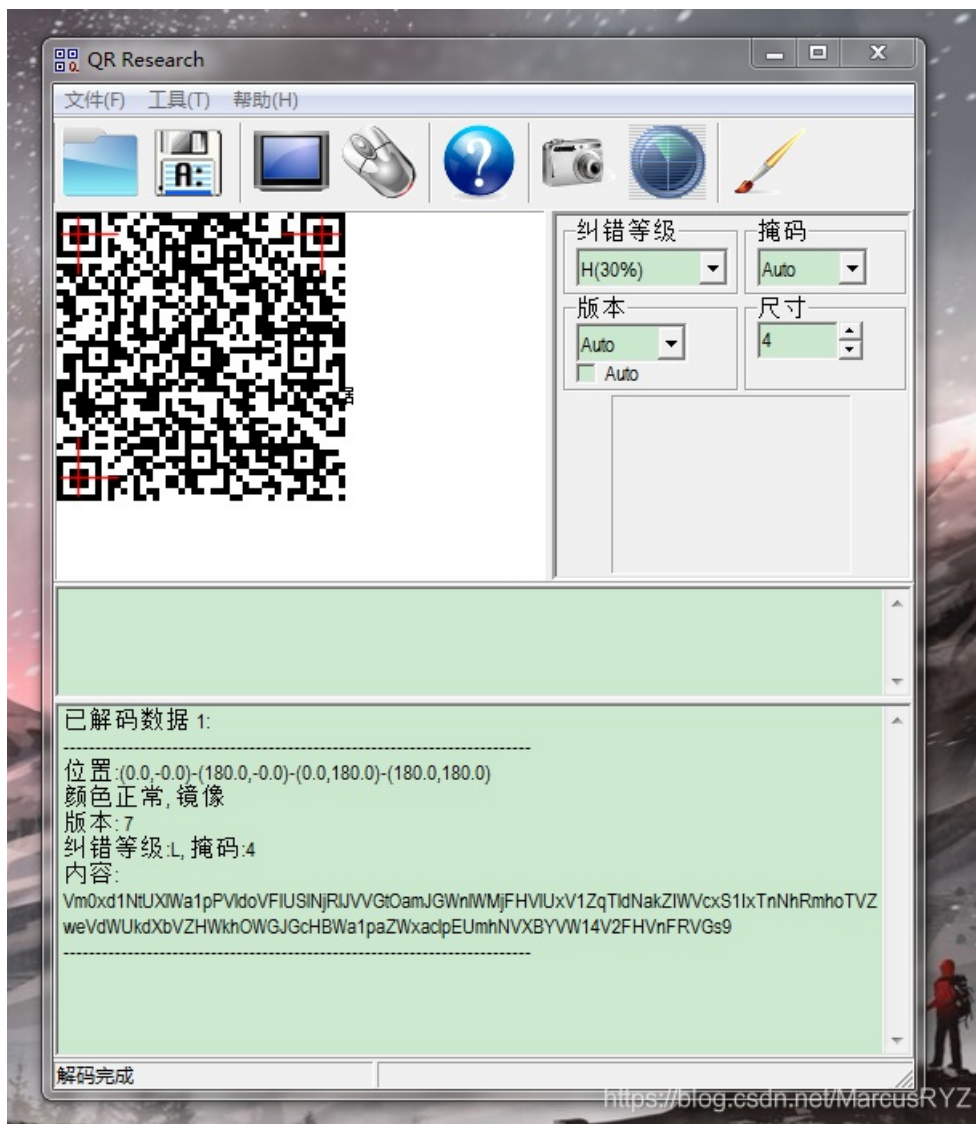 QR Research
文件(F) 工具(T) 帮助(H)
A:
纠错等级
掩码
H(30%)
Auto
版本
尺寸
Auto
4
Auto
已解码数据 1:
位置:(0.0,-0.0)-(180.0,-0.0)-(0.0,180.0)-(180.0,180.0)
颜色正常, 镜像
版本: 7
纠错等级:L, 掩码:4
内容:
解码完成
https://blog.csdn.net/MarcusRYZ